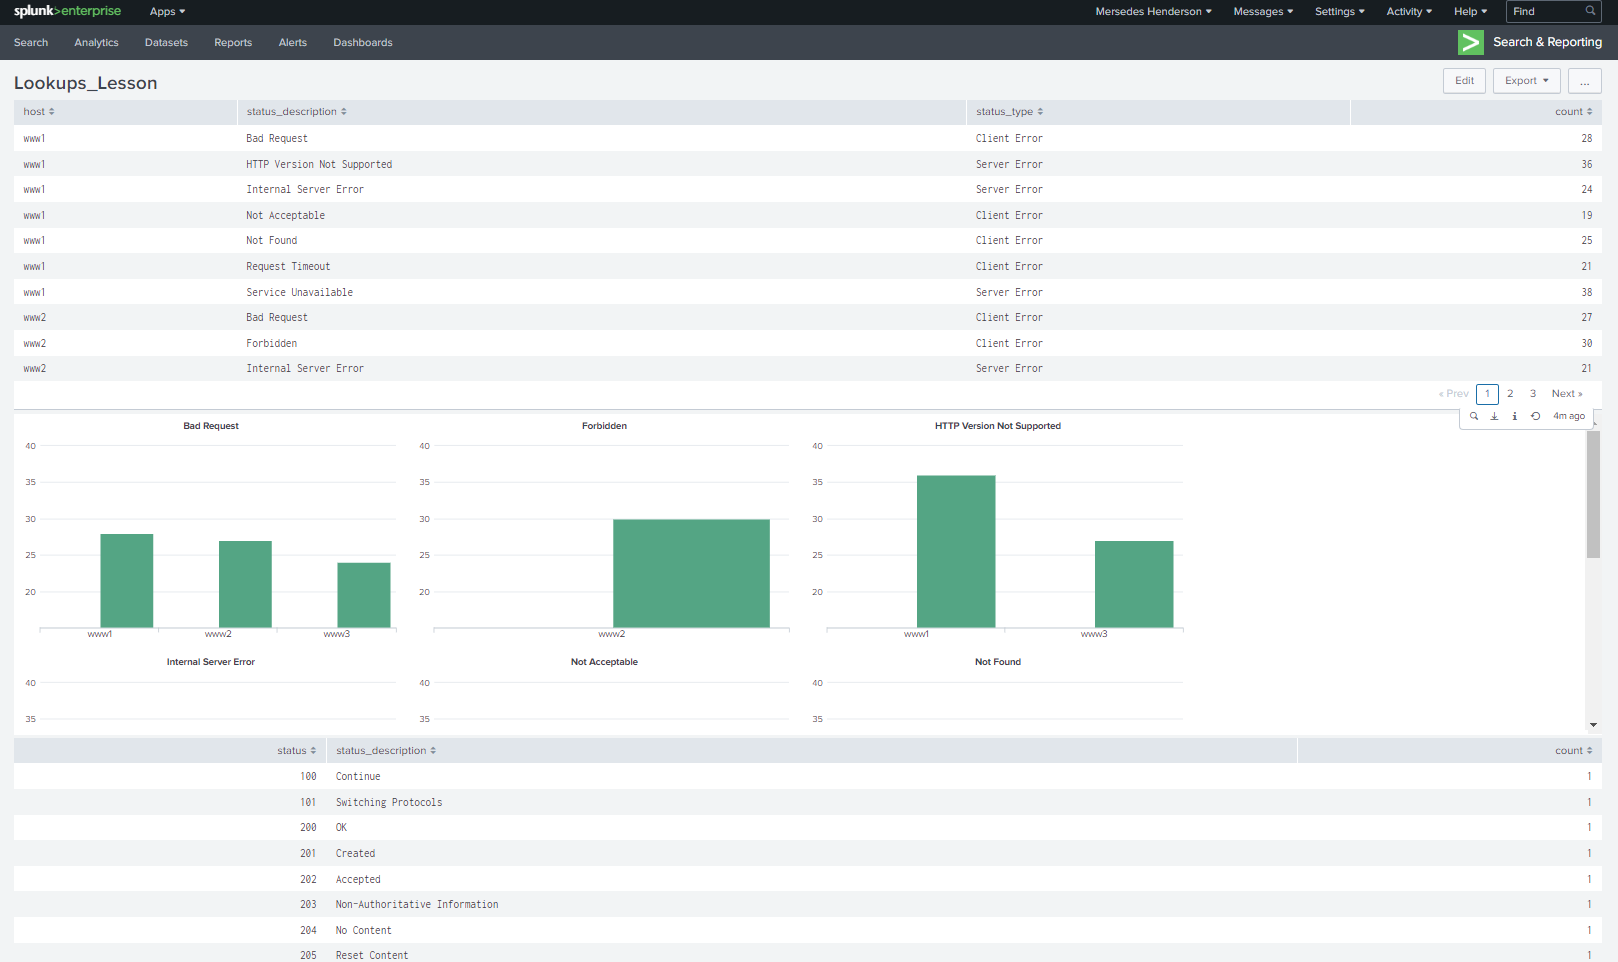 splunk>enterprise Apps Mersedes Henderson Messages Settings Activity Help Find
Search Analytics Datasets Reports Alerts Dashboards Search & Reporting
Lookups_Lesson Edit Export ...
host status_description status_type count
www1 Bad Request Client Error 28
www1 HTTP Version Not Supported Server Error 36
www1 Internal Server Error Server Error 24
www1 Not Acceptable Client Error 19
www1 Not Found Client Error 25
www1 Request Timeout Client Error 21
www1 Service Unavailable Server Error 38
www2 Bad Request Client Error 27
www2 Forbidden Client Error 30
www2 Internal Server Error Server Error 21
« Prev 1 2 3 Next »
4m ago
Bad Request Forbidden HTTP Version Not Supported
40 40 40
35 35 35
30 30 30
25 25 25
20 20 20
www1 www2 www3 www2 www1 www3
Internal Server Error Not Acceptable Not Found
40 40 40
35 35 35
status status_description count
100 Continue 1
101 Switching Protocols 1
200 OK 1
201 Created 1
202 Accepted 1
203 Non-Authoritative Information 1
204 No Content 1
205 Reset Content 1